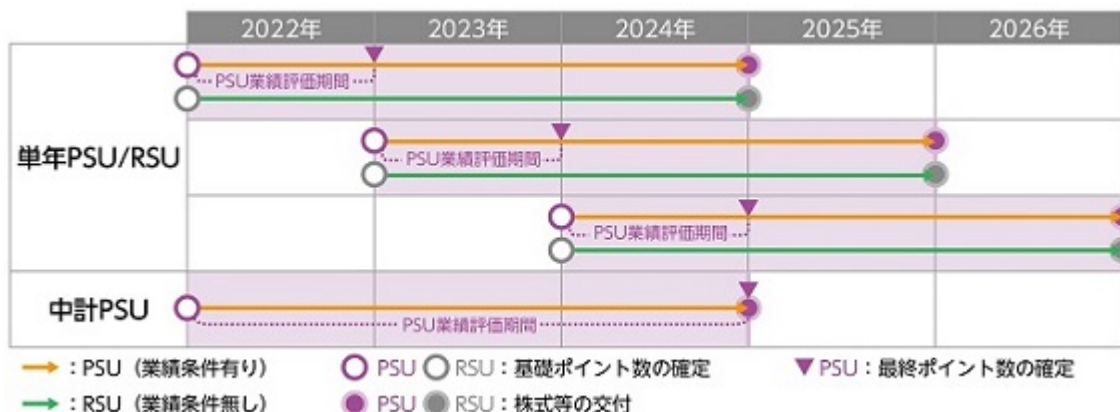 2022年 2023年 2024年 2025年 2026年
PSU業績評価期間
単年PSU/RSU
PSU業績評価期間
PSU業績評価期間
中計PSU
PSU業績評価期間
：PSU（業績条件有り） PSU RSU：基礎ポイント数の確定 PSU：最終ポイント数の確定
：RSU（業績条件無し） PSU RSU：株式等の交付